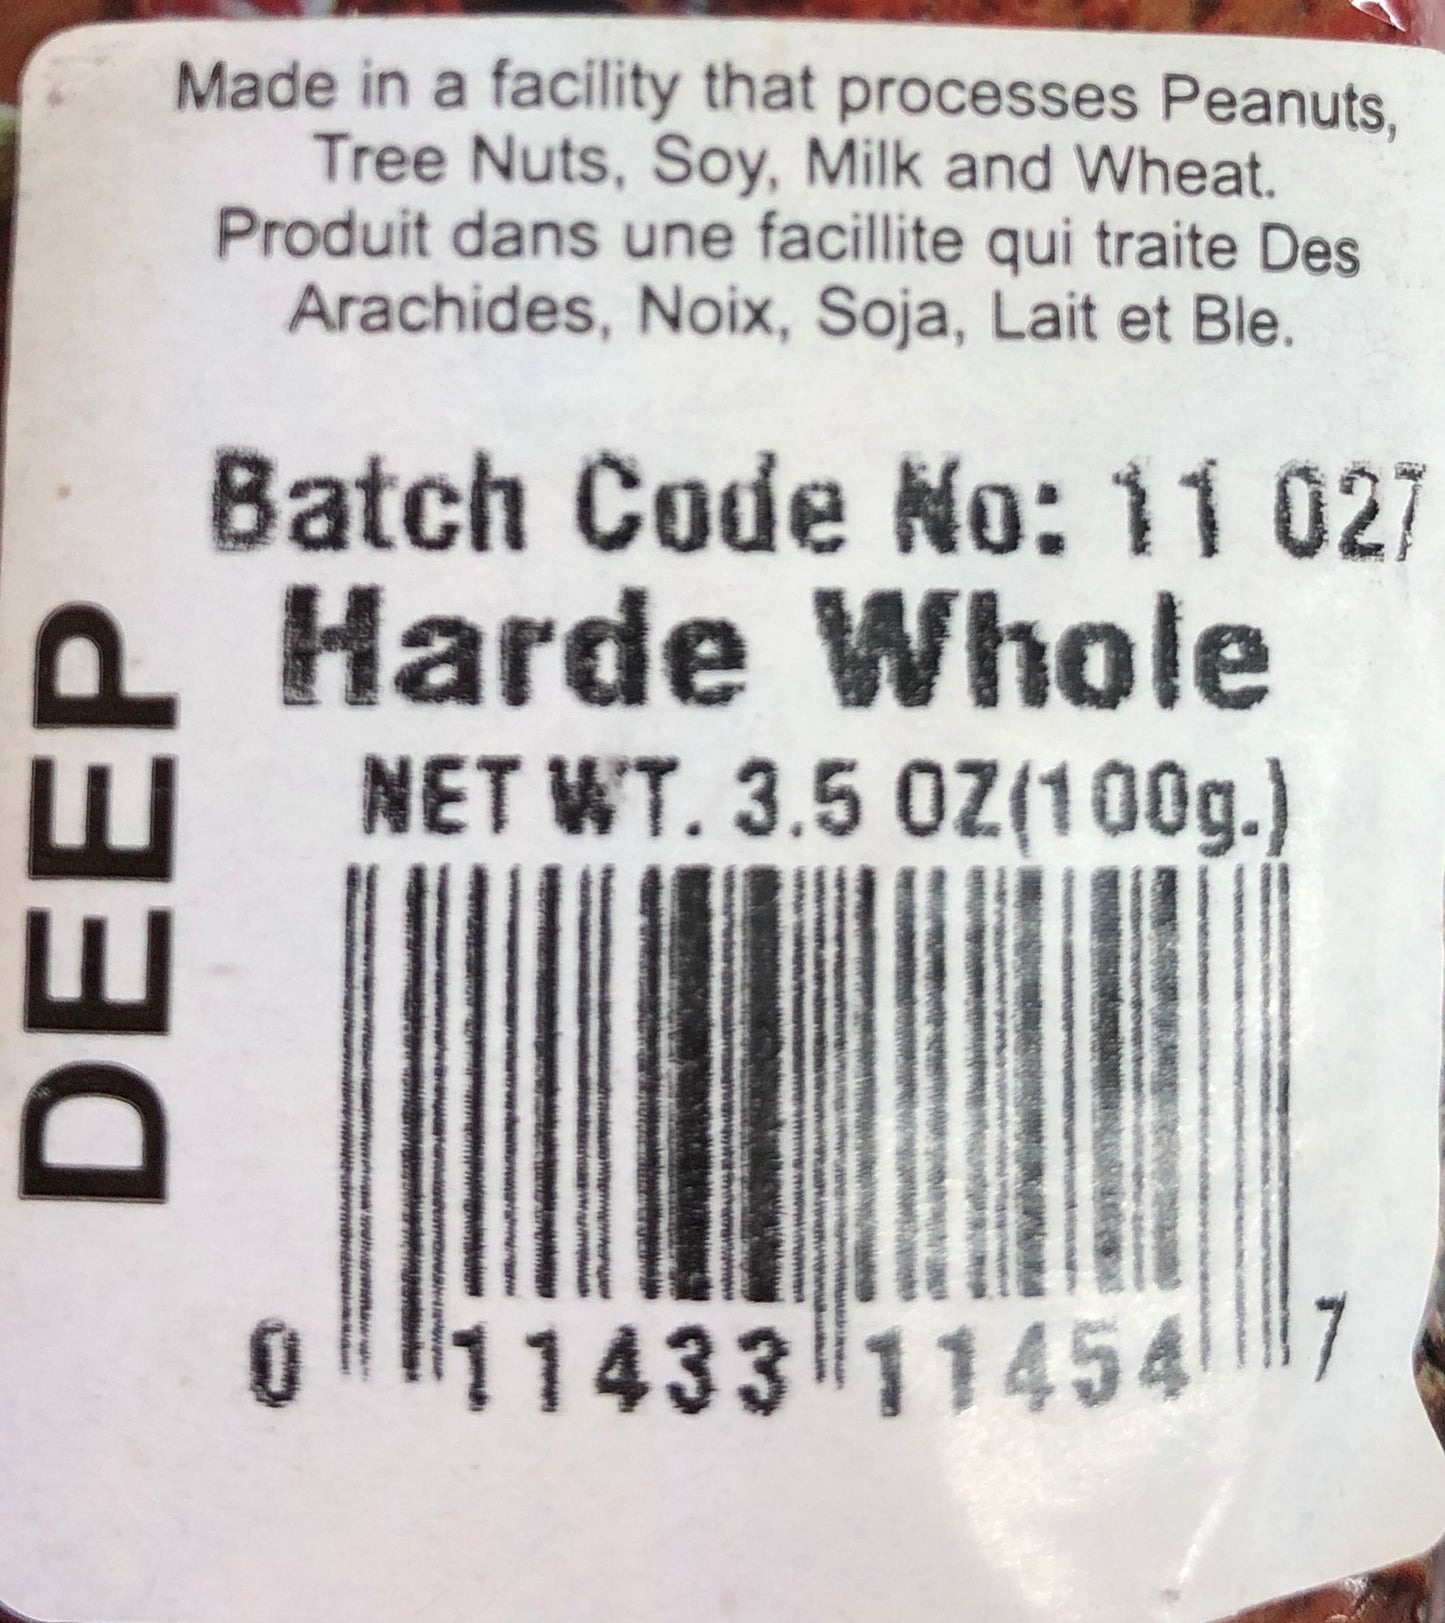 Made in a facility that processes Peanuts,
Tree Nuts, Soy, Milk and Wheat.
Produit dans une facillite qui traite Des
Arachides, Noix, Soja, Lait et Ble.
Batch Code No: 11 027
Harde Whole
NET WT. 3.5 OZ(100g.)
DEEP
0 11433 11454 7